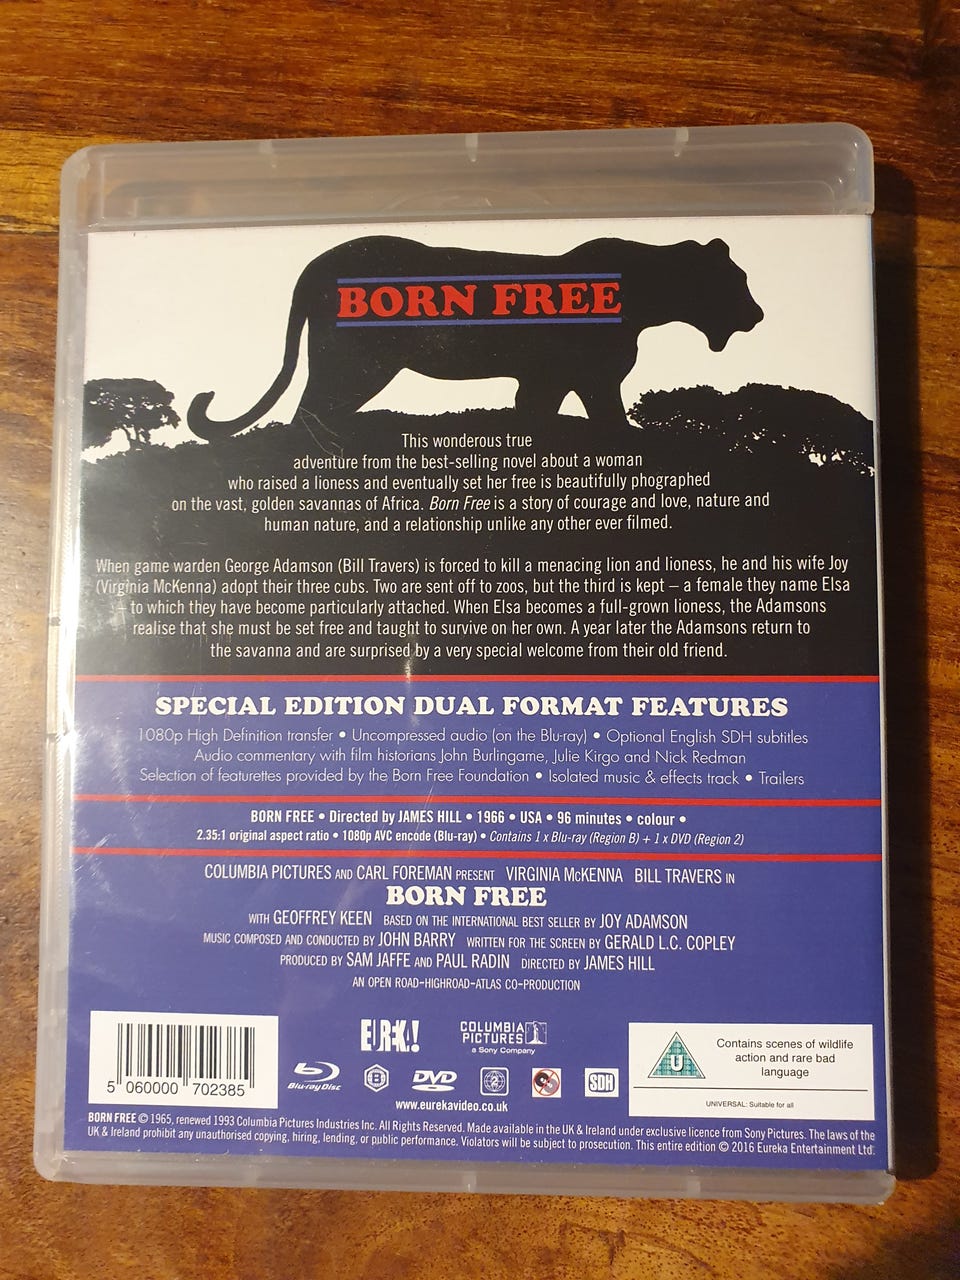 BORN FREE
This wonderous true
adventure from the best-selling novel about a woman
who raised a lioness and eventually set her free is beautifully phographed
on the vast, golden savannas of Africa. Born Free is a story of courage and love, nature and
human nature, and a relationship unlike any other ever filmed.
When game warden George Adamson (Bill Travers) is forced to kill a menacing lion and lioness, he and his wife Joy
(Virginia McKenna) adopt their three cubs. Two are sent off to zoos, but the third is kept – a female they name Elsa
– to which they have become particularly attached. When Elsa becomes a full-grown lioness, the Adamsons
realise that she must be set free and taught to survive on her own. A year later the Adamsons return to
the savanna and are surprised by a very special welcome from their old friend.
SPECIAL EDITION DUAL FORMAT FEATURES
1080p High Definition transfer • Uncompressed audio (on the Blu-ray) • Optional English SDH subtitles
Audio commentary with film historians John Burlingame, Julie Kirgo and Nick Redman
Selection of featurettes provided by the Born Free Foundation • Isolated music & effects track • Trailers
BORN FREE • Directed by JAMES HILL • 1966 • USA • 96 minutes • colour •
2.35:1 original aspect ratio • 1080p AVC encode (Blu-ray) • Contains 1 x Blu-ray (Region B) + 1 x DVD (Region 2)
COLUMBIA PICTURES AND CARL FOREMAN PRESENT VIRGINIA McKENNA BILL TRAVERS IN
BORN FREE
WITH GEOFFREY KEEN BASED ON THE INTERNATIONAL BEST SELLER BY JOY ADAMSON
MUSIC COMPOSED AND CONDUCTED BY JOHN BARRY WRITTEN FOR THE SCREEN BY GERALD L.C. COPLEY
PRODUCED BY SAM JAFFE AND PAUL RADIN DIRECTED BY JAMES HILL
AN OPEN ROAD–HIGHROAD–ATLAS CO-PRODUCTION
EUREKA!
COLUMBIA
PICTURES
a Sony Company
Blu-ray Disc
B
DVD
2
SDH
www.eurekavideo.co.uk
5 060000 702385
U
Contains scenes of wildlife
action and rare bad
language
UNIVERSAL: Suitable for all
BORN FREE © 1965, renewed 1993 Columbia Pictures Industries Inc. All Rights Reserved. Made available in the UK & Ireland under exclusive licence from Sony Pictures. The laws of the
UK & Ireland prohibit any unauthorised copying, hiring, lending, or public performance. Violators will be subject to prosecution. This entire edition © 2016 Eureka Entertainment Ltd.